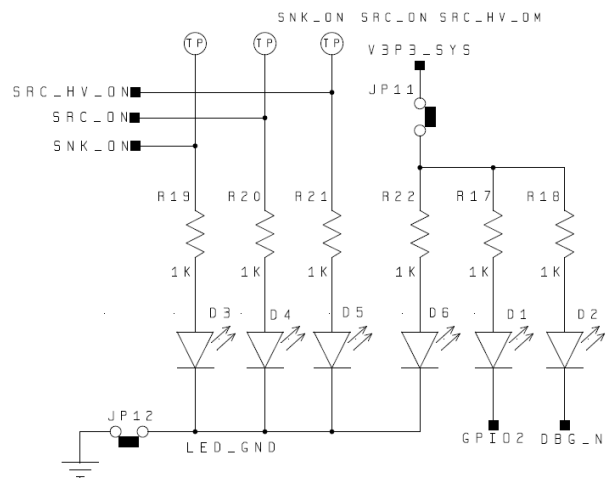 SNK_ON SRC_ON SRC_HV_OM
TP TP TP
V3P3_SYS
SRC_HV_ON
JP11
SRC_ON
SNK_ON
R19 R20 R21 R22 R17 R18
1K 1K 1K 1K 1K 1K
D3 D4 D5 D6 D1 D2
JP12
LED_GND
GPIO2 DBG_N